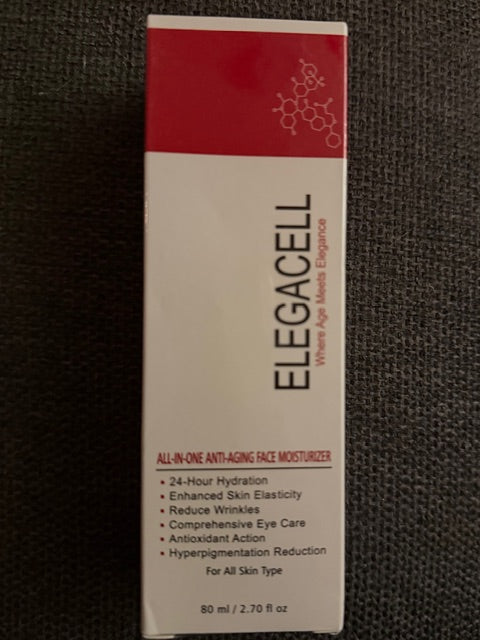 ELEGACELL
Where Age Meets Elegance
ALL-IN-ONE ANTI-AGING FACE MOISTURIZER
• 24-Hour Hydration
• Enhanced Skin Elasticity
• Reduce Wrinkles
• Comprehensive Eye Care
• Antioxidant Action
• Hyperpigmentation Reduction
For All Skin Type
80 ml / 2.70 fl oz